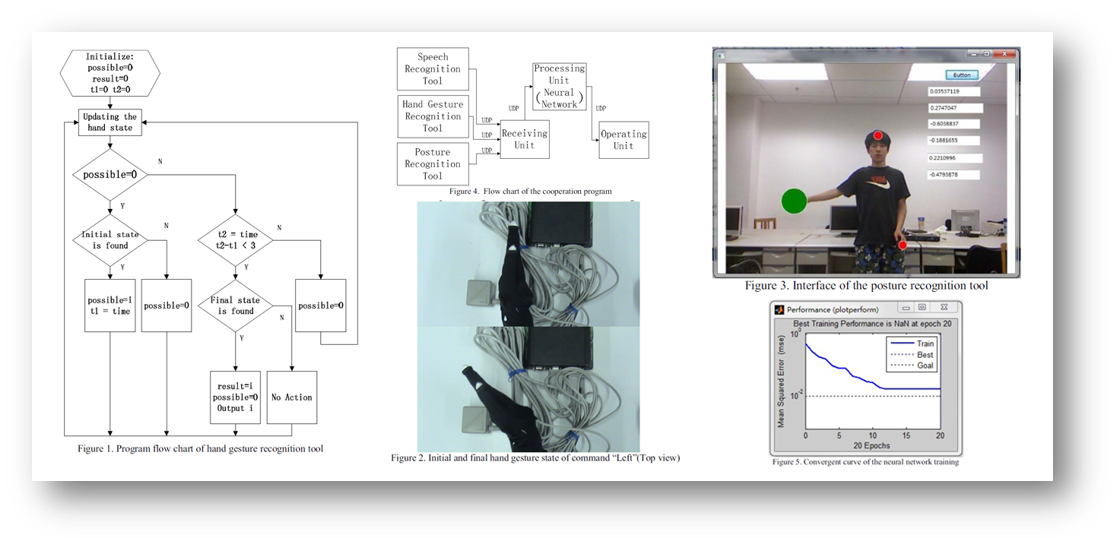 Initialize:
possible=0
result=0
t1=0 t2=0
Updating the
hand state
possible=0
N
Y
Initial state
is found
N
Y
t2 = time
t2-t1 < 3
N
Y
possible=i
t1 = time
possible=0
Final state
is found
N
Y
possible=0
result=i
possible=0
Output i
No Action
Figure 1. Program flow chart of hand gesture recognition tool
Speech
Recognition
Tool
Hand Gesture
Recognition
Tool
Posture
Recognition
Tool
UDP
UDP
UDP
Receiving
Unit
UDP
Processing
Unit
(Neural
Network)
UDP
Operating
Unit
Figure 4. Flow chart of the cooperation program
Figure 2. Initial and final hand gesture state of command “Left”(Top view)
Button
0.03537119
0.2747047
-0.6038837
-0.1881655
0.2210996
-0.4793878
Figure 3. Interface of the posture recognition tool
Performance (plotperform)
Best Training Performance is NaN at epoch 20
Mean Squared Error (mse)
10^0
10^-2
Train
Best
Goal
0 5 10 15 20
20 Epochs
Figure 5. Convergent curve of the neural network training